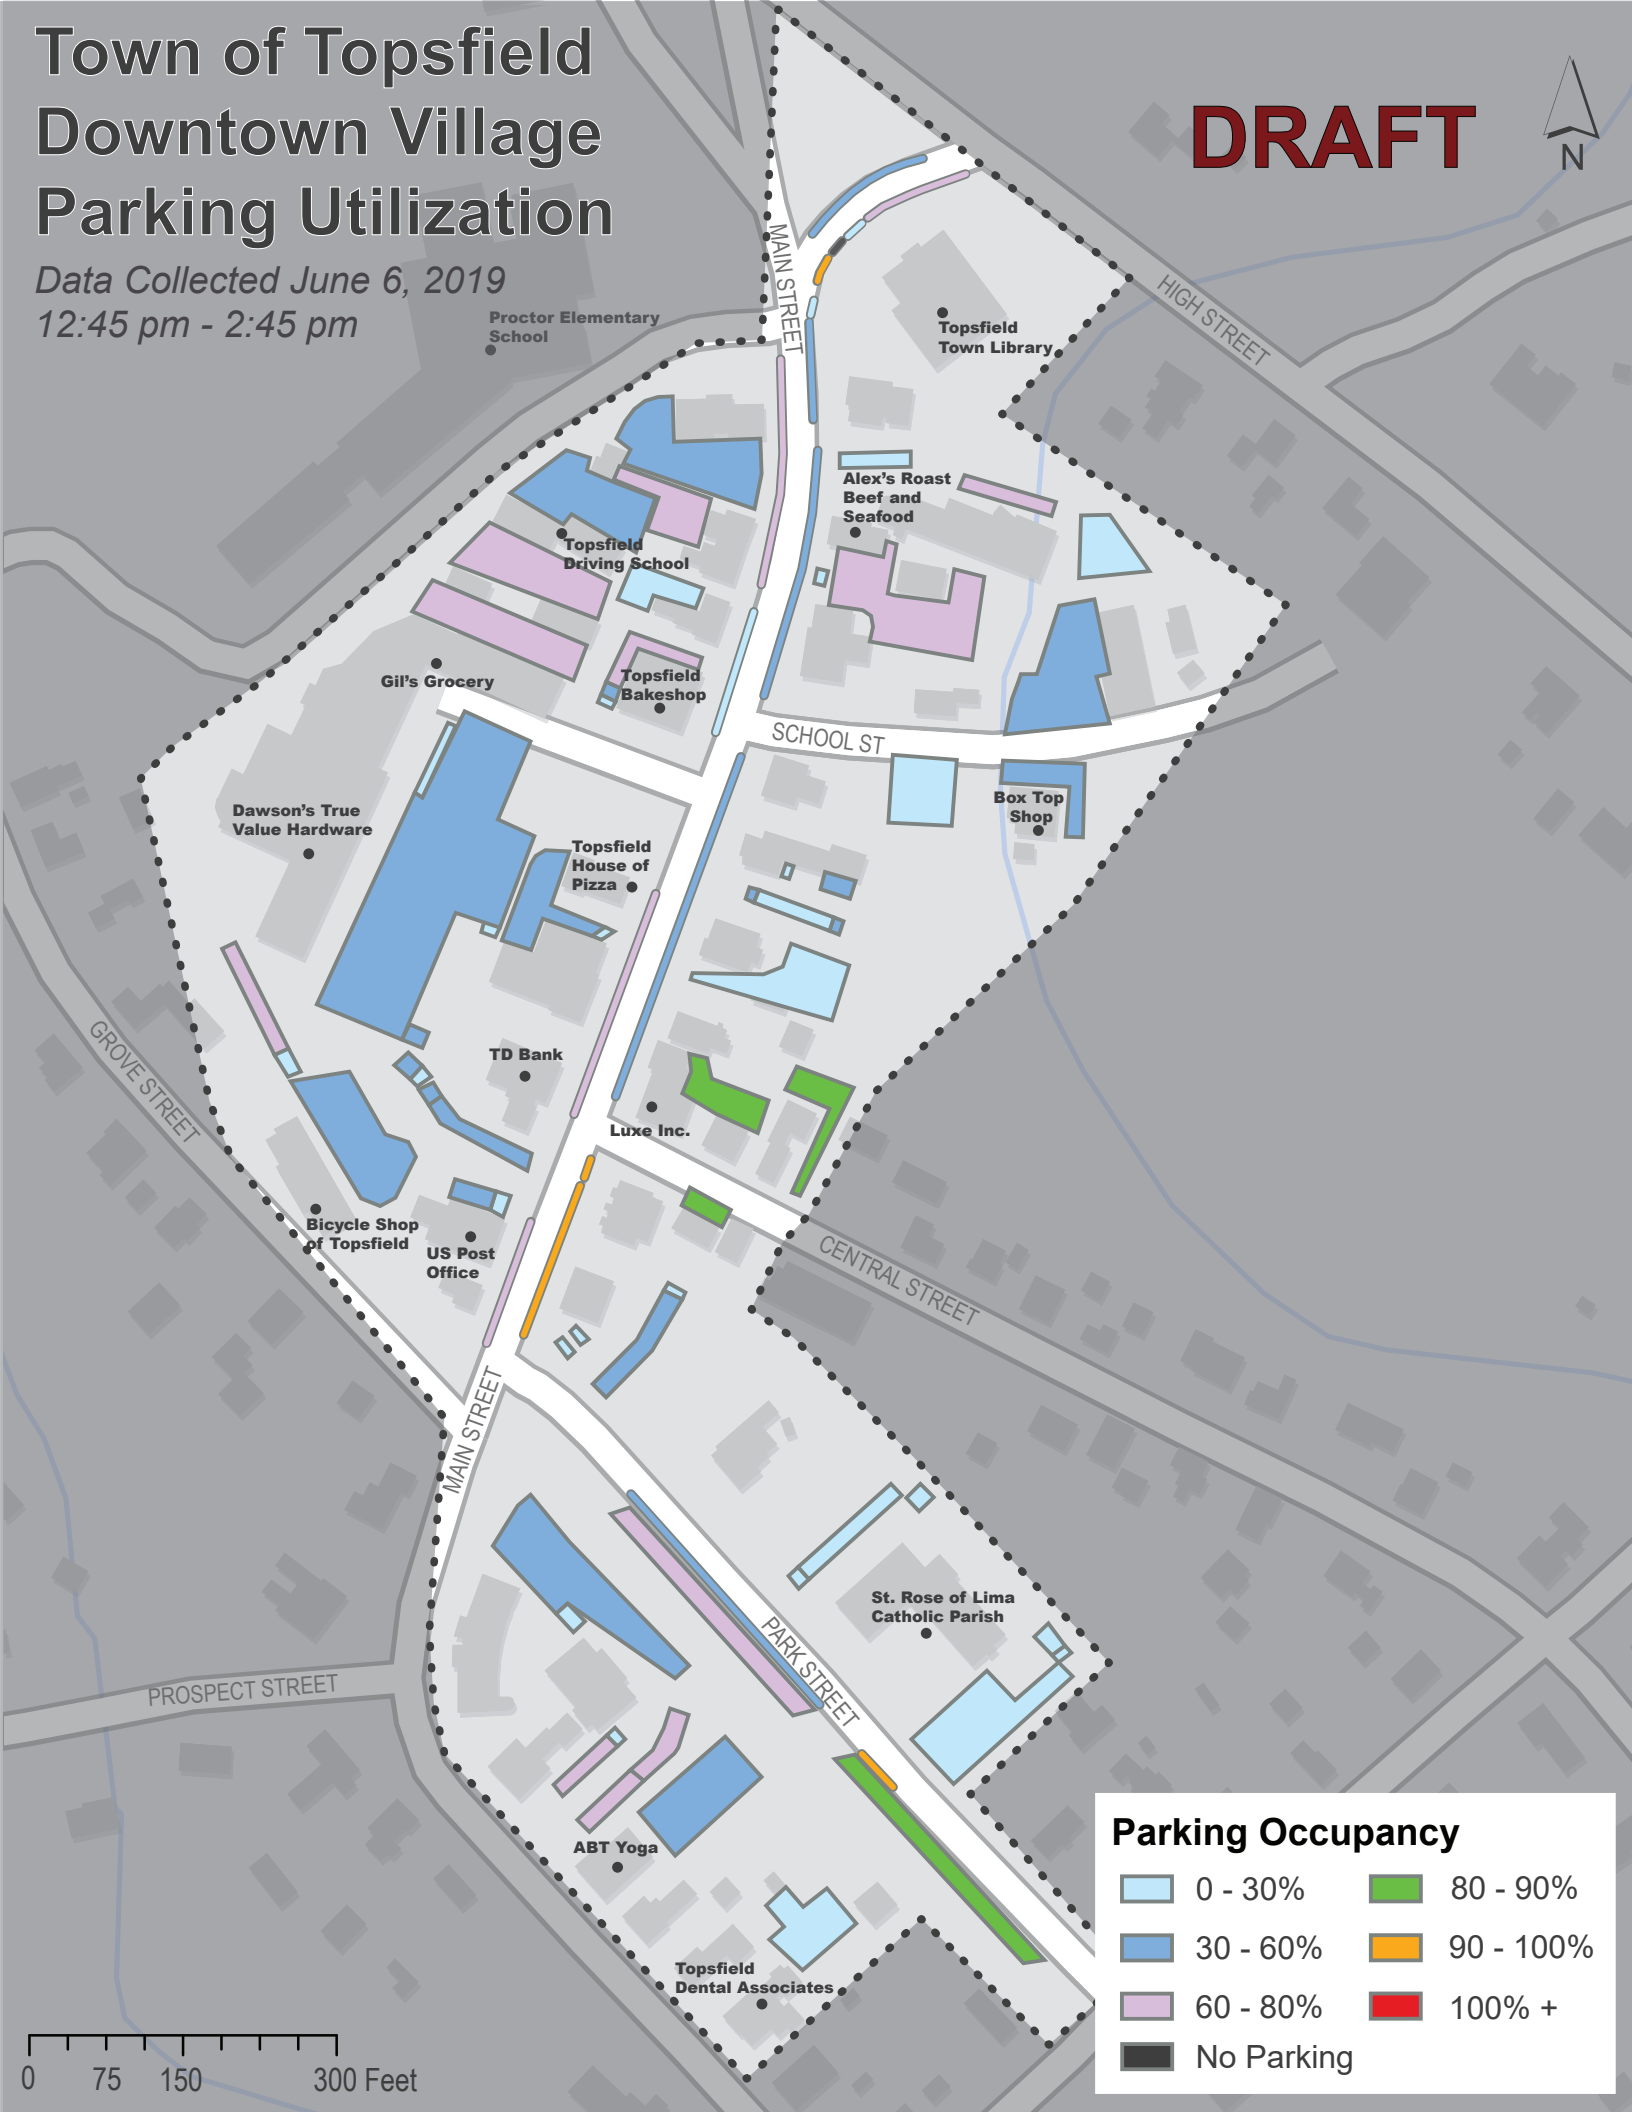 Town of Topsfield
Downtown Village
Parking Utilization
Data Collected June 6, 2019
12:45 pm - 2:45 pm
DRAFT
N
Proctor Elementary
School
MAIN STREET
HIGH STREET
Topsfield
Town Library
Alex's Roast
Beef and
Seafood
Topsfield
Driving School
Gil's Grocery
Topsfield
Bakeshop
SCHOOL ST
Box Top
Shop
Dawson's True
Value Hardware
Topsfield
House of
Pizza
GROVE STREET
TD Bank
Luxe Inc.
Bicycle Shop
of Topsfield
US Post
Office
CENTRAL STREET
MAIN STREET
St. Rose of Lima
Catholic Parish
PARK STREET
PROSPECT STREET
ABT Yoga
Topsfield
Dental Associates
Parking Occupancy
0 - 30%
80 - 90%
30 - 60%
90 - 100%
60 - 80%
100% +
No Parking
0 75 150 300 Feet